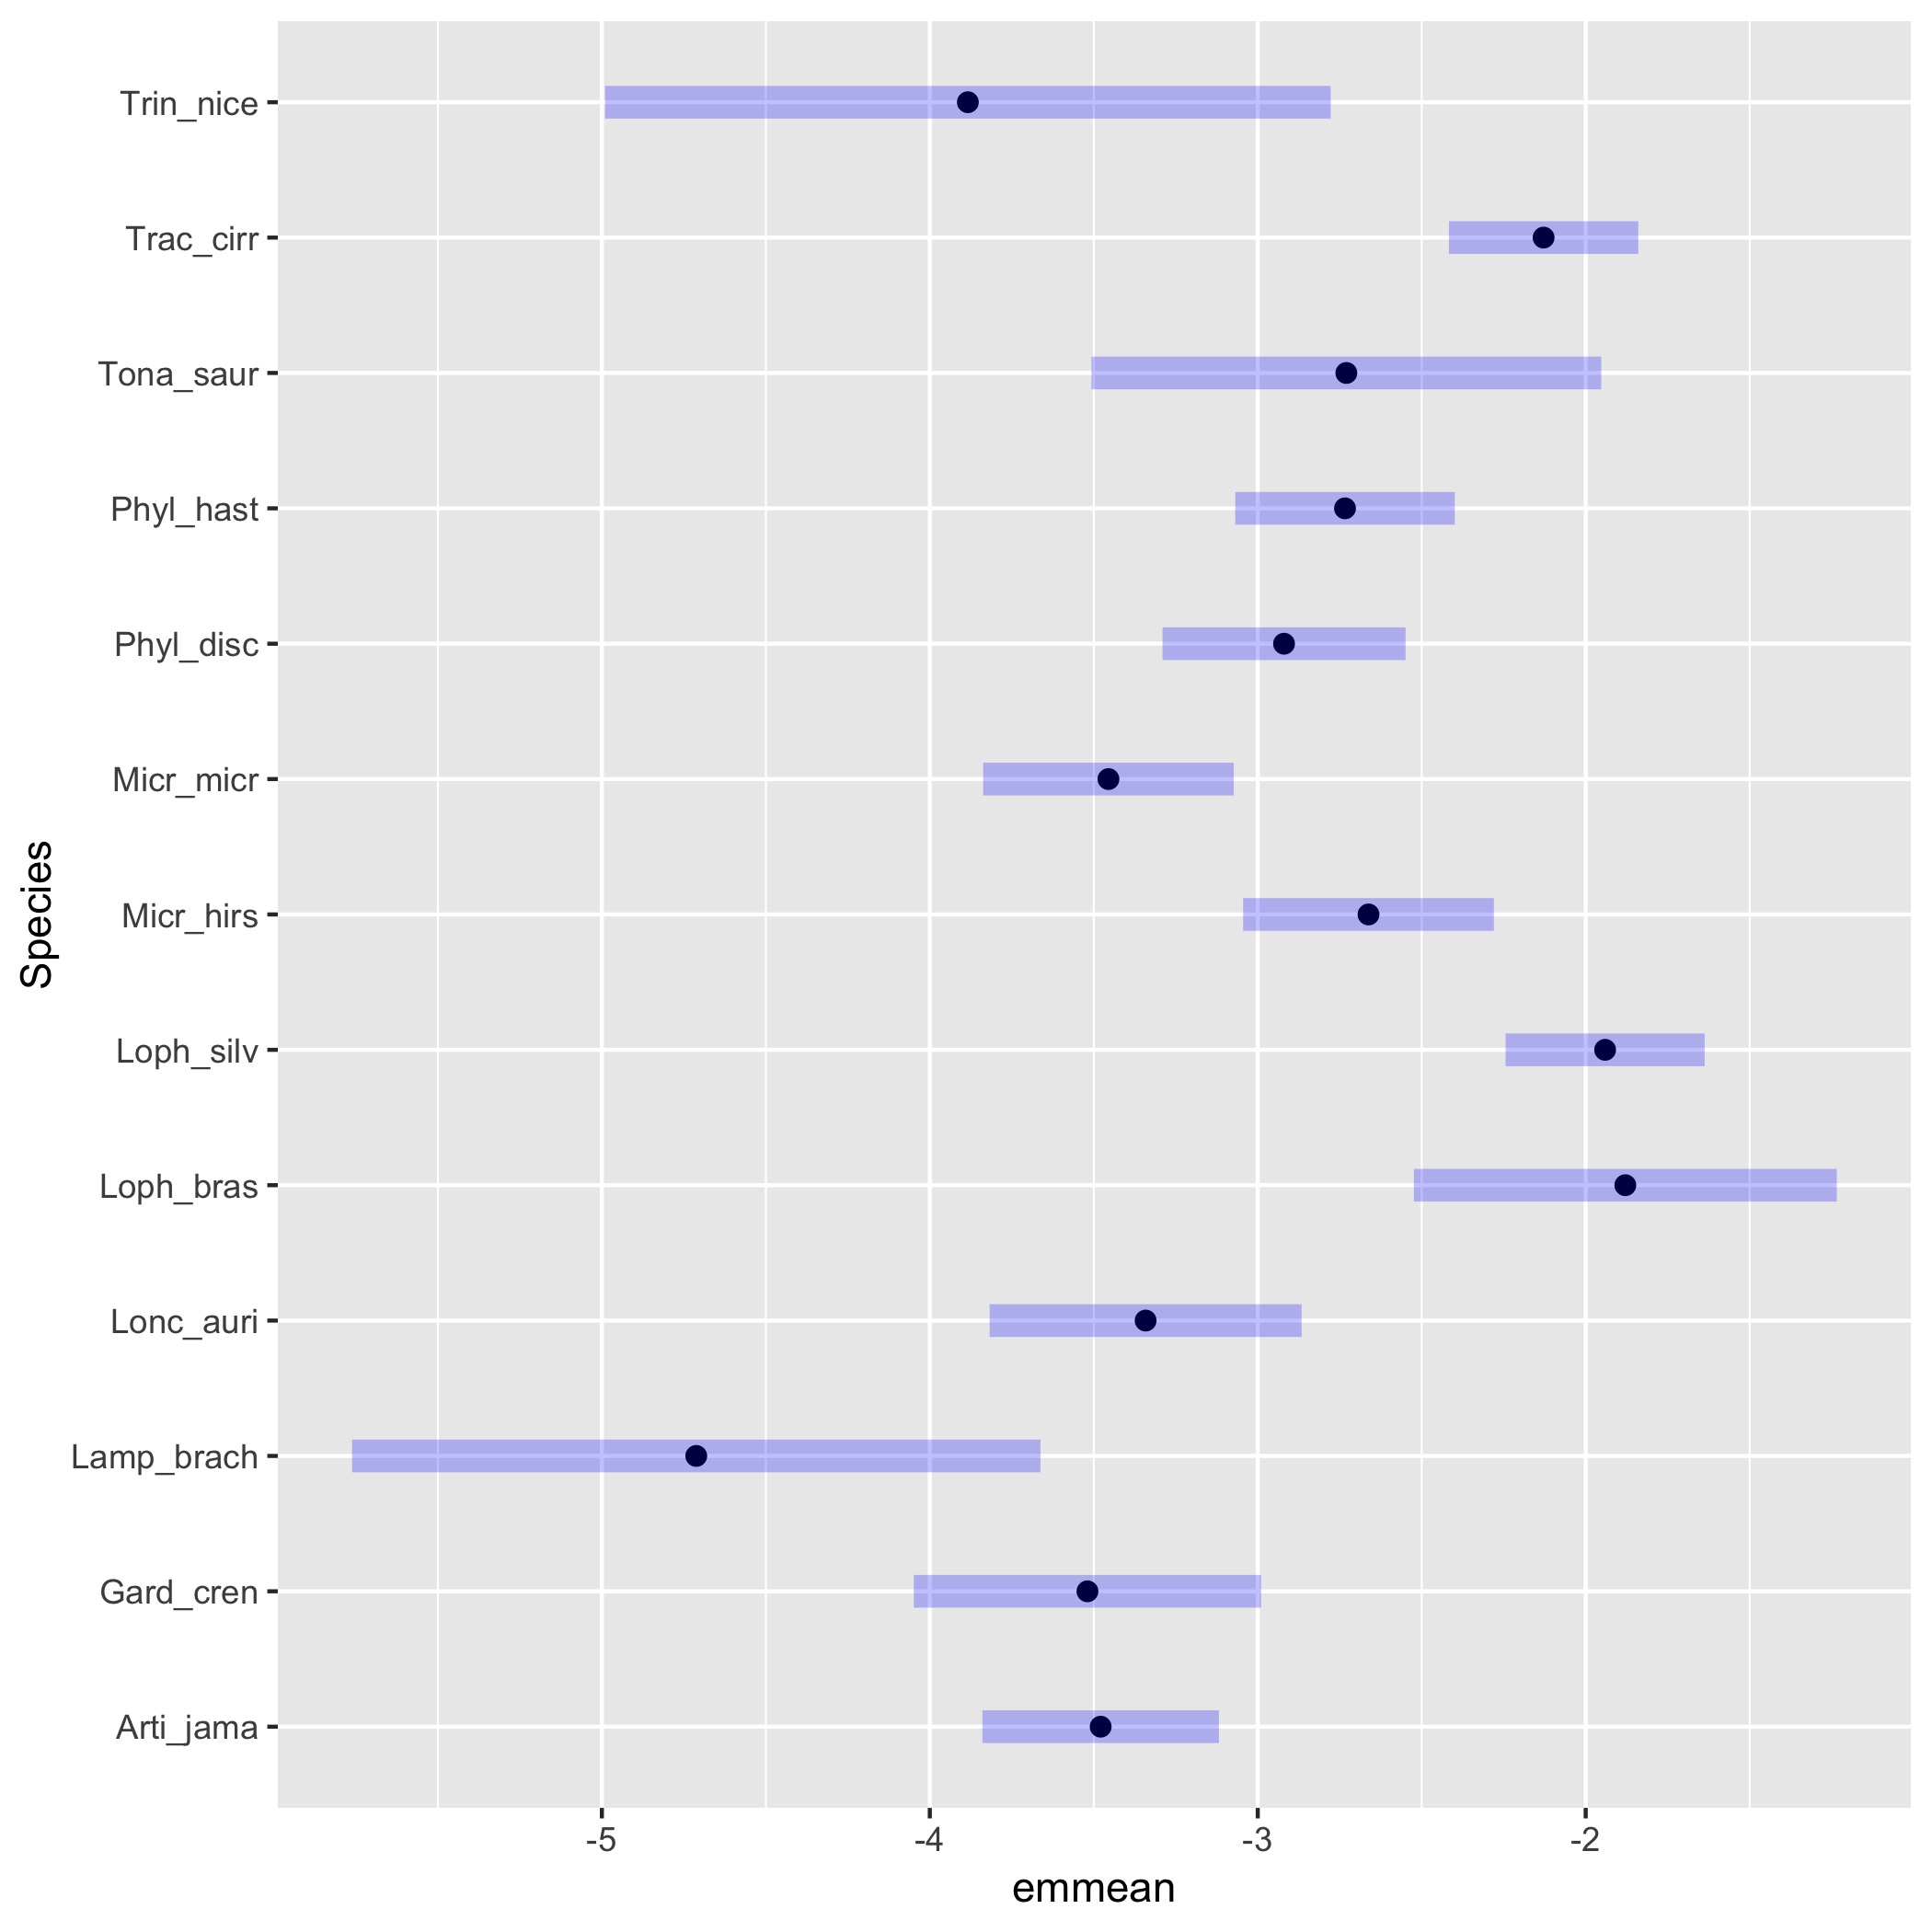 Trin_nice
Trac_cirr
Tona_saur
Phyl_hast
Phyl_disc
Micr_micr
Micr_hirs
Loph_silv
Loph_bras
Lonc_auri
Lamp_brach
Gard_cren
Arti_jama
Species
-5 -4 -3 -2
emmean